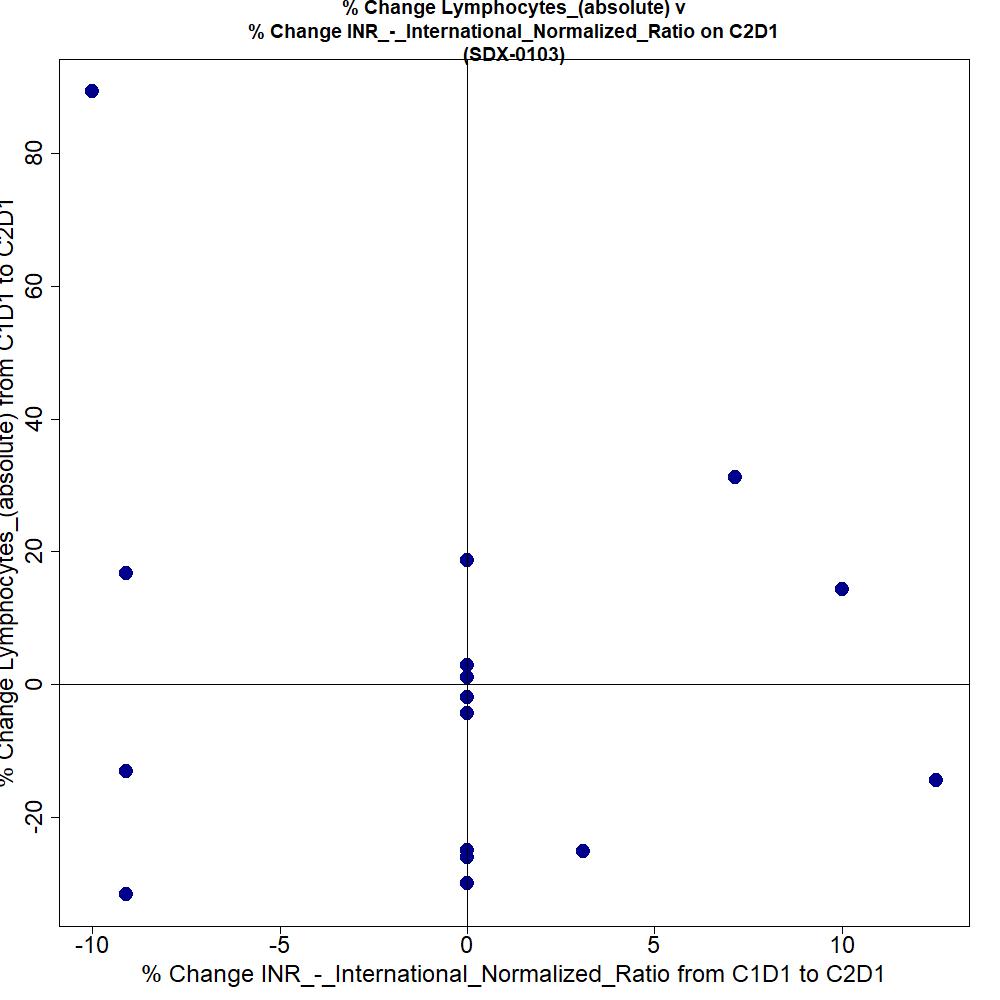 % Change Lymphocytes_(absolute) v
% Change INR_-_International_Normalized_Ratio on C2D1
(SDX-0103)
% Change Lymphocytes_(absolute) from C1D1 to C2D1
80
60
40
20
0
-20
-10
-5
0
5
10
% Change INR_-_International_Normalized_Ratio from C1D1 to C2D1